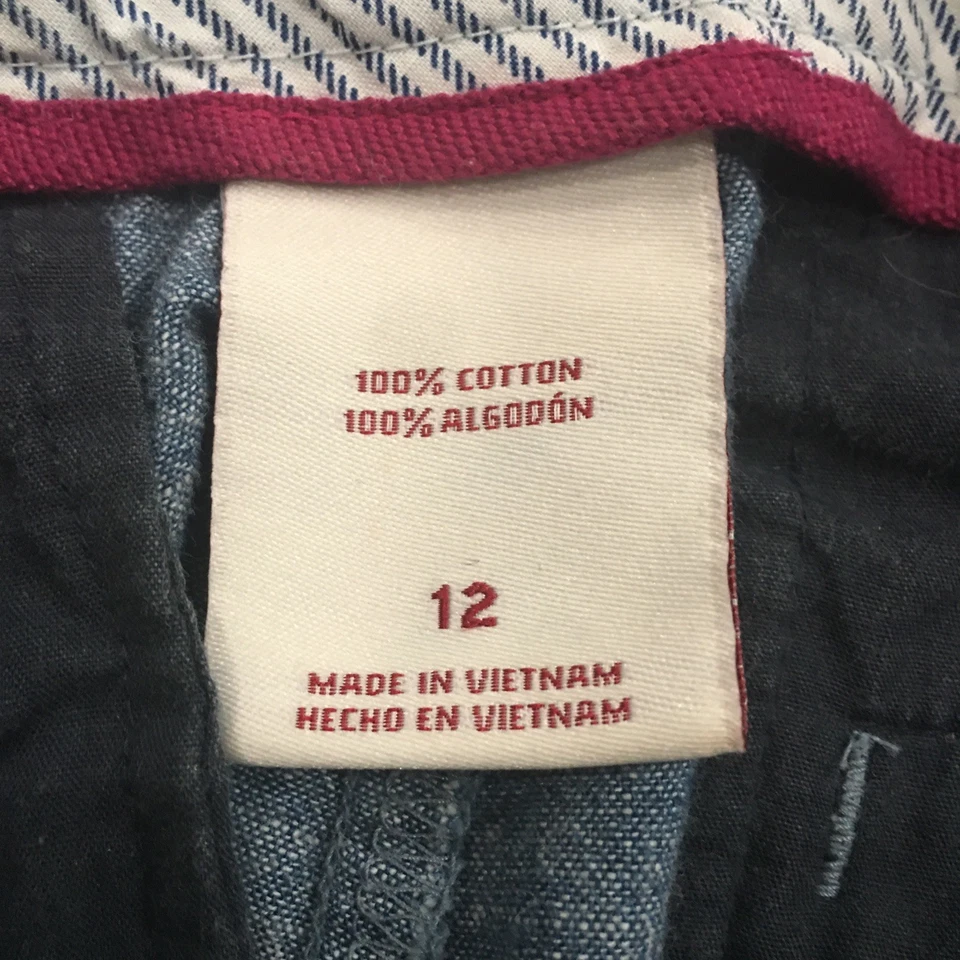 100% COTTON
100% ALGODÓN
12
MADE IN VIETNAM
HECHO EN VIETNAM